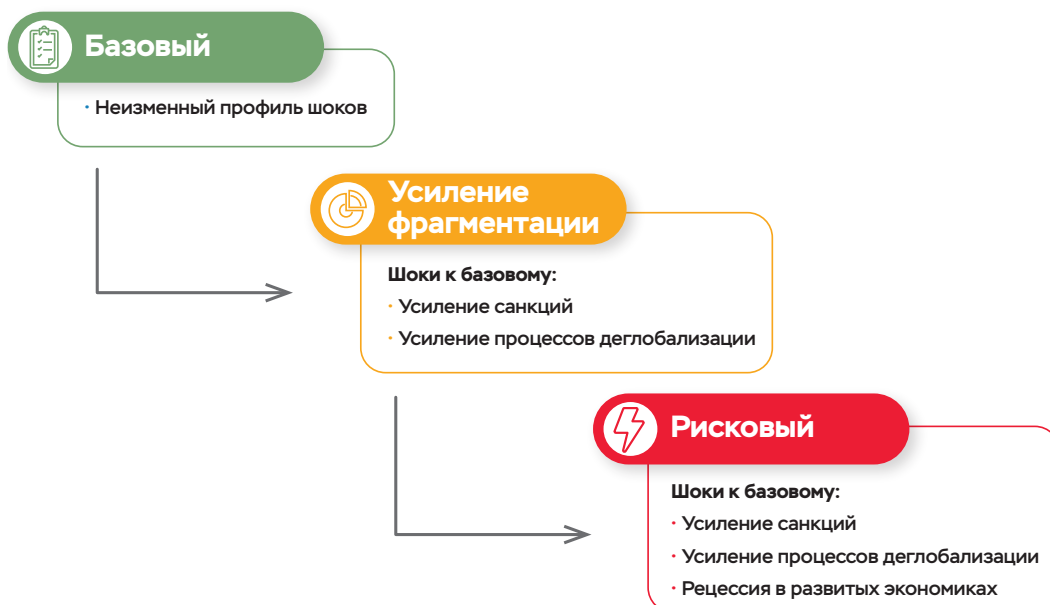 Базовый
· Неизменный профиль шоков
Усиление
фрагментации
Шоки к базовому:
· Усиление санкций
· Усиление процессов деглобализации
Рисковый
Шоки к базовому:
· Усиление санкций
· Усиление процессов деглобализации
· Рецессия в развитых экономиках